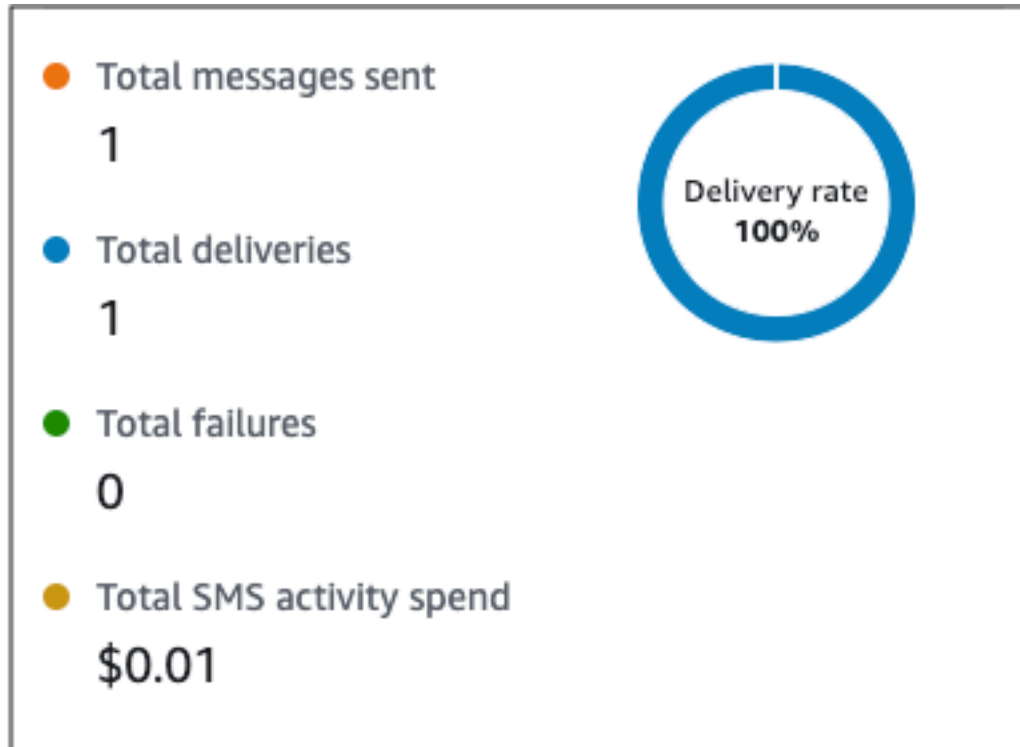 Total messages sent
1
Total deliveries
1
Total failures
0
Total SMS activity spend
$0.01
Delivery rate
100%